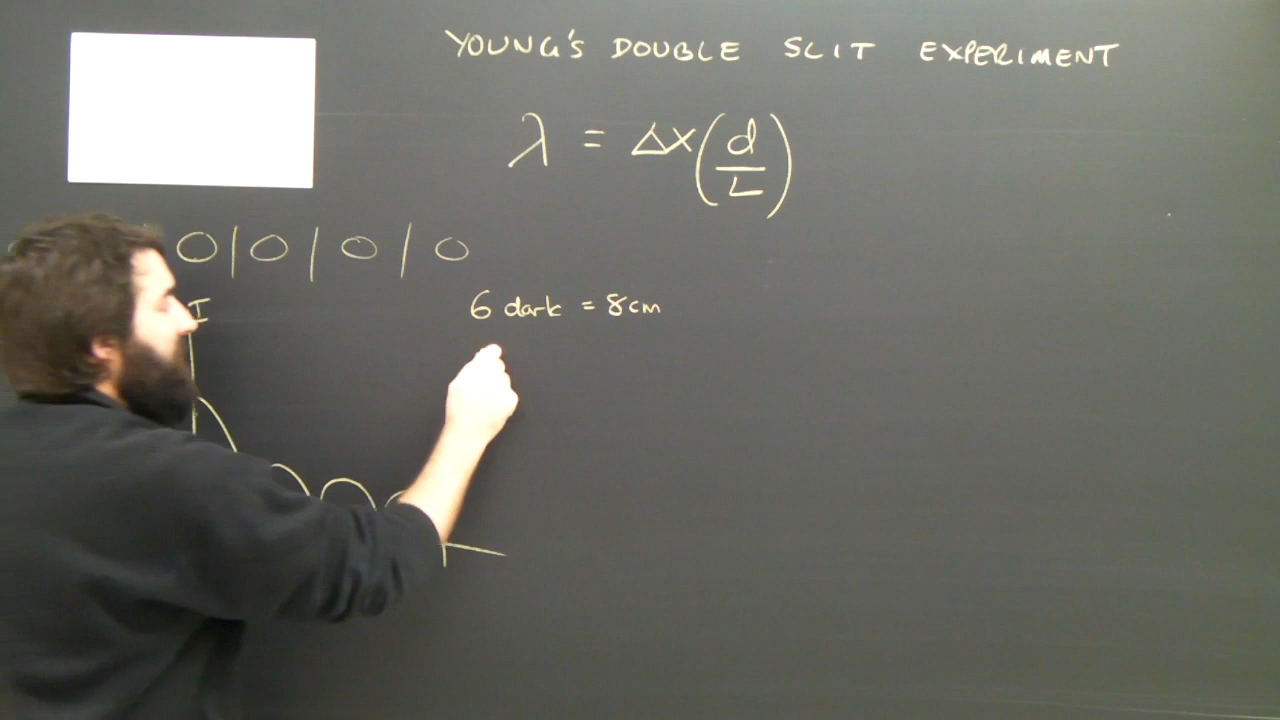 YOUNG'S DOUBLE SLIT EXPERIMENT
λ = Δx(d/L)
0 | 0 | 0 | 0
I
6 dark = 8cm